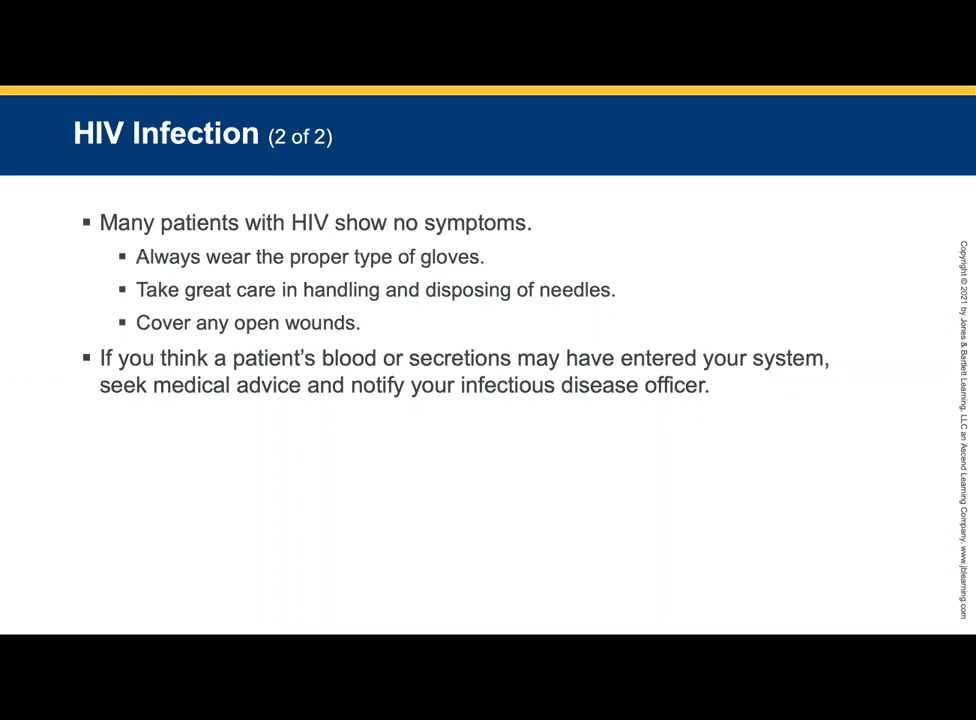 HIV Infection (2 of 2)
▪ Many patients with HIV show no symptoms.
▪ Always wear the proper type of gloves.
▪ Take great care in handling and disposing of needles.
▪ Cover any open wounds.
▪ If you think a patient’s blood or secretions may have entered your system,
seek medical advice and notify your infectious disease officer.
Copyright © 2021 by Jones & Bartlett Learning, LLC an Ascend Learning Company. www.jblearning.com